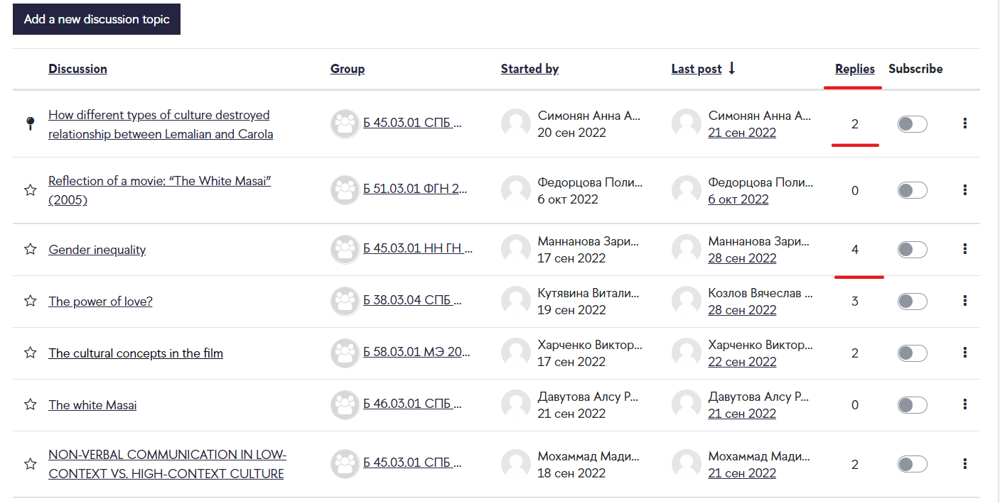 Add a new discussion topic
Discussion Group Started by Last post ↓ Replies Subscribe
How different types of culture destroyed
relationship between Lemalian and Carola
Б 45.03.01 СПБ ...
Симонян Анна А...
20 сен 2022
Симонян Анна А...
21 сен 2022
2
Reflection of a movie: “The White Masai”
(2005)
Б 51.03.01 ФГН 2...
Федорцова Поли...
6 окт 2022
Федорцова Поли...
6 окт 2022
0
Gender inequality
Б 45.03.01 НН ГН ...
Маннанова Зари...
17 сен 2022
Маннанова Зари...
28 сен 2022
4
The power of love?
Б 38.03.04 СПБ ...
Кутявина Витали...
19 сен 2022
Козлов Вячеслав ...
28 сен 2022
3
The cultural concepts in the film
Б 58.03.01 МЭ 20...
Харченко Виктор...
17 сен 2022
Харченко Виктор...
22 сен 2022
2
The white Masai
Б 46.03.01 СПБ ...
Давутова Алсу Р...
21 сен 2022
Давутова Алсу Р...
21 сен 2022
0
NON-VERBAL COMMUNICATION IN LOW-
CONTEXT VS. HIGH-CONTEXT CULTURE
Б 45.03.01 СПБ ...
Мохаммад Мади...
18 сен 2022
Мохаммад Мади...
21 сен 2022
2